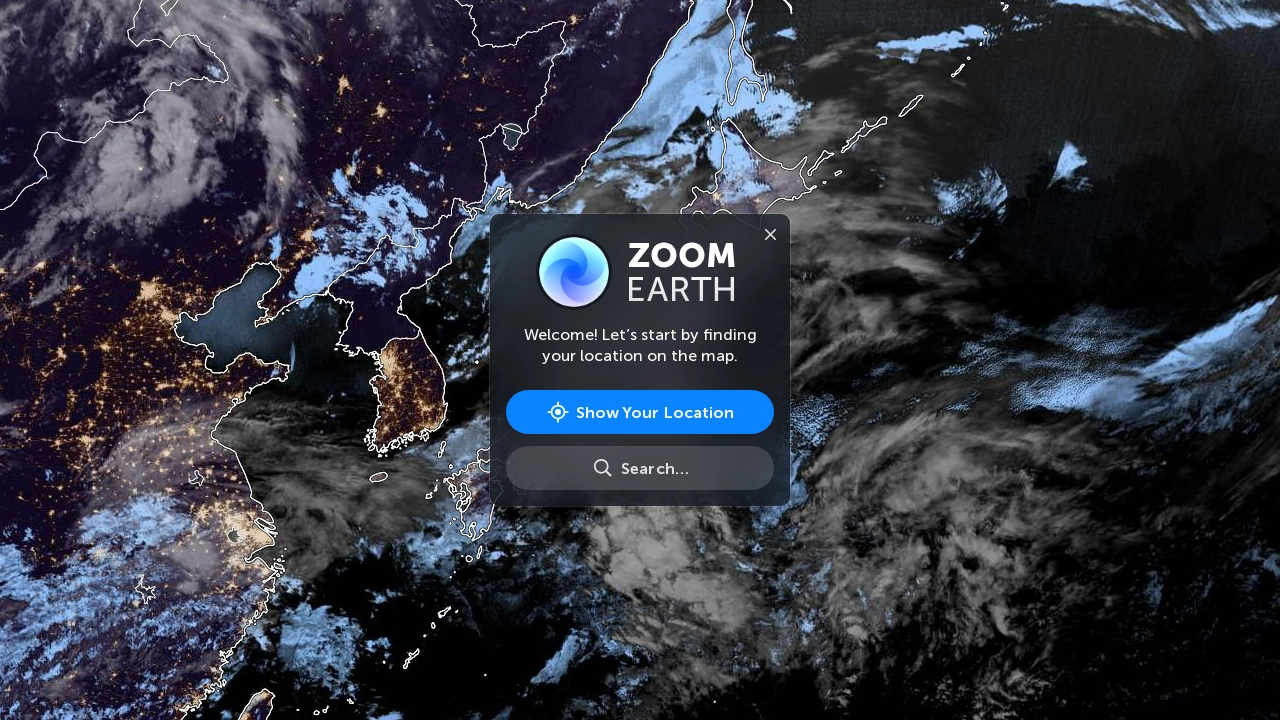 ZOOM
EARTH
Welcome! Let’s start by finding
your location on the map.
Show Your Location
Search...